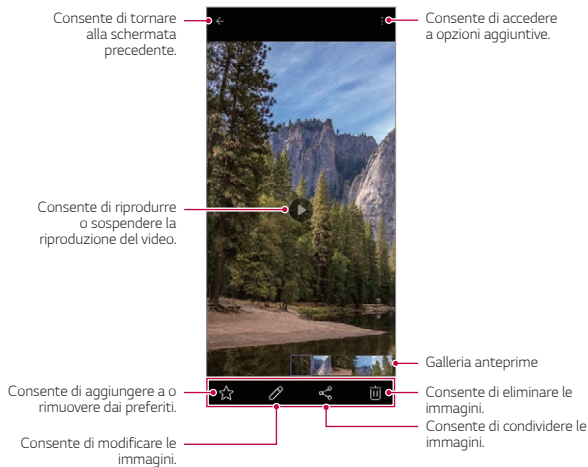 Consente di tornare
alla schermata
precedente.
Consente di accedere
a opzioni aggiuntive.
Consente di riprodurre
o sospendere la
riproduzione del video.
Galleria anteprime
Consente di aggiungere a o
rimuovere dai preferiti.
Consente di eliminare le
immagini.
Consente di condividere le
immagini.
Consente di modificare le
immagini.